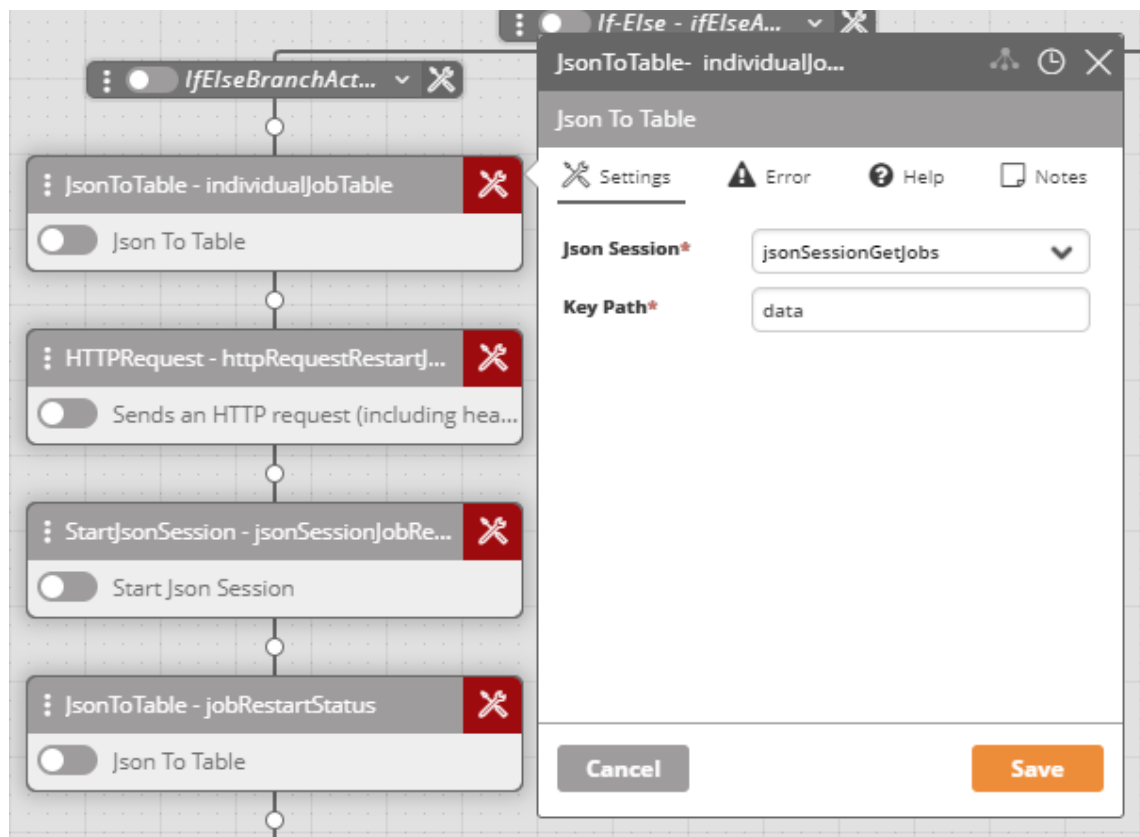 If-Else - ifElseA...
IfElseBranchAct...
JsonToTable - individualJobTable
Json To Table
HTTPRequest - httpRequestRestartJ...
Sends an HTTP request (including hea...
StartJsonSession - jsonSessionJobRe...
Start Json Session
JsonToTable - jobRestartStatus
Json To Table
JsonToTable- individualJo...
Json To Table
Settings
Error
Help
Notes
Json Session*
jsonSessionGetJobs
Key Path*
data
Cancel
Save